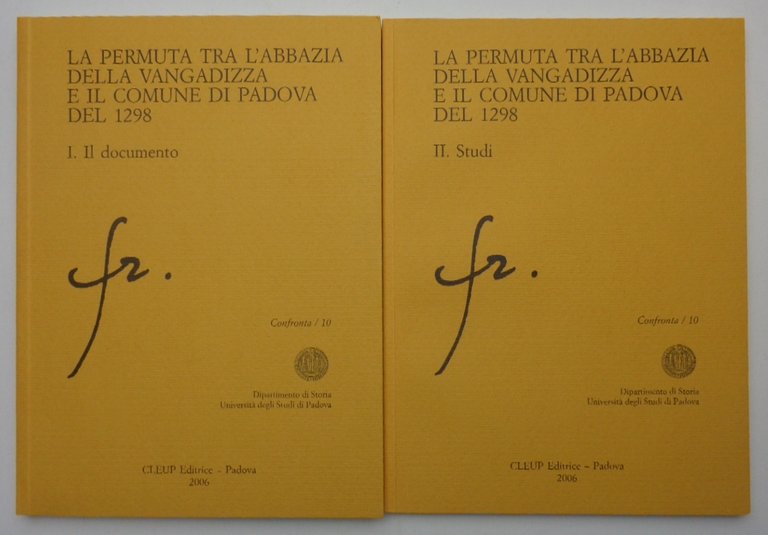 LA PERMUTA TRA L'ABBAZIA
DELLA VANGADIZZA
E IL COMUNE DI PADOVA
DEL 1298
I. Il documento
fr.
Confronta / 10
Dipartimento di Storia
Università degli Studi di Padova
CLEUP Editrice - Padova
2006
LA PERMUTA TRA L'ABBAZIA
DELLA VANGADIZZA
E IL COMUNE DI PADOVA
DEL 1298
II. Studi
fr.
Confronta / 10
Dipartimento di Storia
Università degli Studi di Padova
CLEUP Editrice – Padova
2006